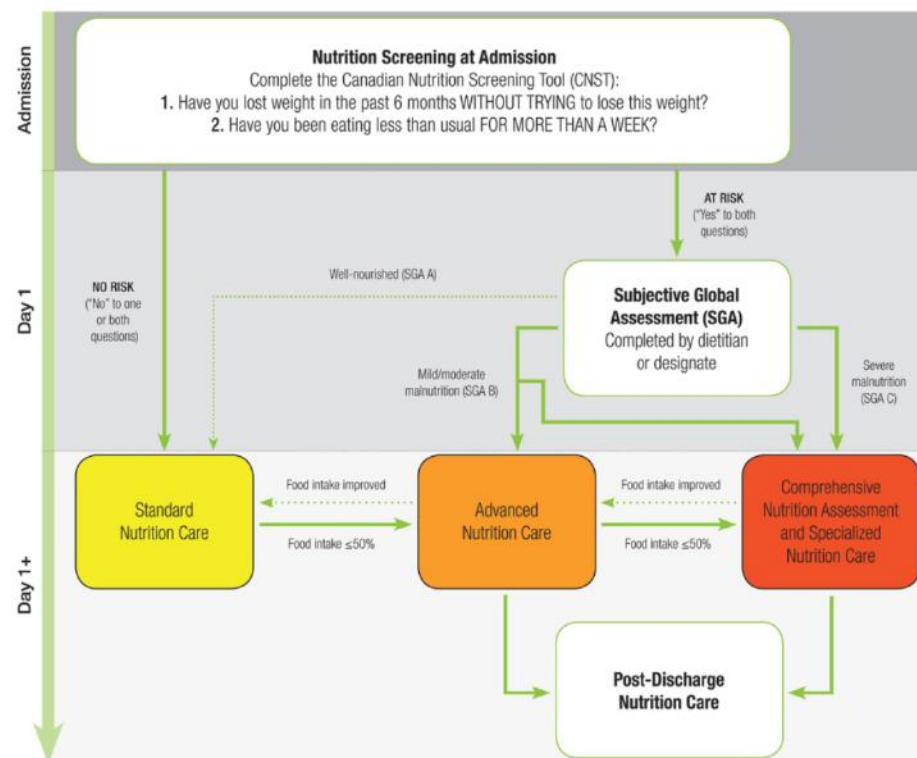 Admission
Nutrition Screening at Admission
Complete the Canadian Nutrition Screening Tool (CNST):
1. Have you lost weight in the past 6 months WITHOUT TRYING to lose this weight?
2. Have you been eating less than usual FOR MORE THAN A WEEK?
Day 1
NO RISK
("No" to one
or both
questions)
AT RISK
("Yes" to both
questions)
Well-nourished (SGA A)
Subjective Global
Assessment (SGA)
Completed by dietitian
or designate
Mild/moderate
malnutrition (SGA B)
Severe
malnutrition
(SGA C)
Day 1+
Standard
Nutrition Care
Food intake improved
Food intake ≤50%
Advanced
Nutrition Care
Food intake improved
Food intake ≤50%
Comprehensive
Nutrition Assessment
and Specialized
Nutrition Care
Post-Discharge
Nutrition Care